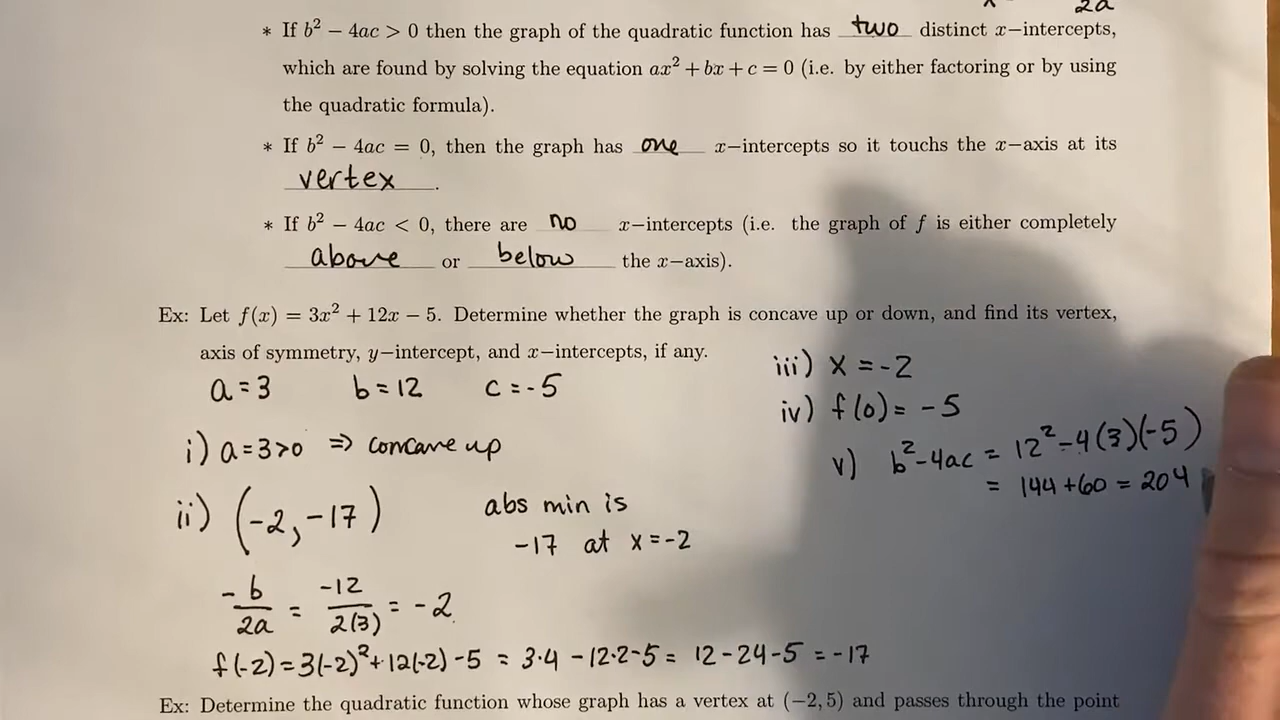 2a
* If b² − 4ac > 0 then the graph of the quadratic function has two distinct x−intercepts,
which are found by solving the equation ax² + bx + c = 0 (i.e. by either factoring or by using
the quadratic formula).
* If b² − 4ac = 0, then the graph has one x−intercepts so it touchs the x−axis at its
vertex.
* If b² − 4ac < 0, there are no x−intercepts (i.e. the graph of f is either completely
above or below the x−axis).
Ex: Let f(x) = 3x² + 12x − 5. Determine whether the graph is concave up or down, and find its vertex,
axis of symmetry, y−intercept, and x−intercepts, if any.
a = 3 b = 12 c = -5
i) a = 3 > 0 ⇒ concave up
ii) (-2, -17)
abs min is
-17 at x = -2
-b/2a = -12/2(3) = -2
f(-2) = 3(-2)² + 12(-2) - 5 = 3·4 - 12·2 - 5 = 12 - 24 - 5 = -17
iii) x = -2
iv) f(0) = -5
v) b² - 4ac = 12² - 4(3)(-5)
= 144 + 60 = 204
Ex: Determine the quadratic function whose graph has a vertex at (−2, 5) and passes through the point